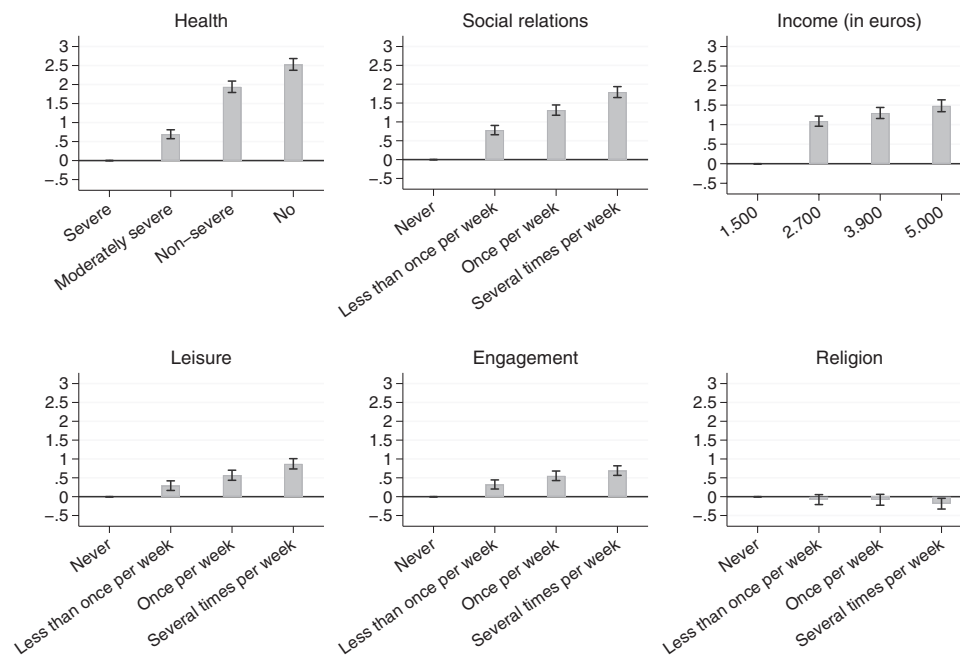 Health
3
2.5
2
1.5
1
.5
0
−.5
Severe
Moderately severe
Non−severe
No
Social relations
3
2.5
2
1.5
1
.5
0
−.5
Never
Less than once per week
Once per week
Several times per week
Income (in euros)
3
2.5
2
1.5
1
.5
0
−.5
1.500
2.700
3.900
5.000
Leisure
3
2.5
2
1.5
1
.5
0
−.5
Never
Less than once per week
Once per week
Several times per week
Engagement
3
2.5
2
1.5
1
.5
0
−.5
Never
Less than once per week
Once per week
Several times per week
Religion
3
2.5
2
1.5
1
.5
0
−.5
Never
Less than once per week
Once per week
Several times per week